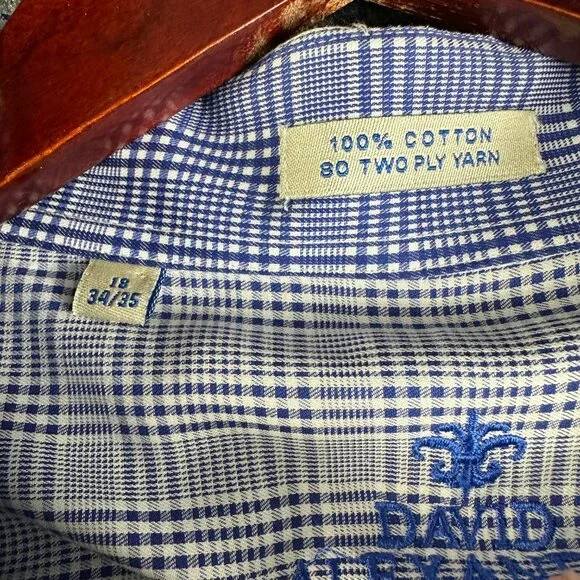 100% COTTON
80 TWO PLY YARN
18
34/35
DAVID